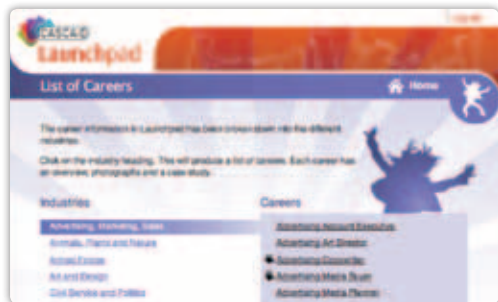 CASCAID
Launchpad
Log out
List of Careers
Home
The career information in Launchpad has been broken down into the different
industries.
Click on the industry heading. This will produce a list of careers. Each career has
an overview, photographs and a case study.
Industries
Careers
Advertising, Marketing, Sales
Animals, Plants and Nature
Armed Forces
Art and Design
Civil Service and Politics
Advertising Account Executive
Advertising Art Director
Advertising Copywriter
Advertising Media Buyer
Advertising Media Planner